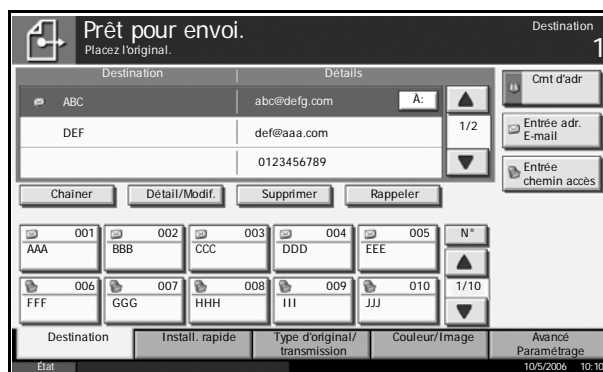 Prêt pour envoi.
Placez l'original.
Destination
1
Destination Détails
ABC abc@defg.com À:
DEF def@aaa.com
0123456789
1/2
Cmt d'adr
Entrée adr.
E-mail
Entrée
chemin accès
Chaîner Détail/Modif. Supprimer Rappeler
001 002 003 004 005 N°
AAA BBB CCC DDD EEE
006 007 008 009 010 1/10
FFF GGG HHH III JJJ
Destination Install. rapide Type d'original/
transmission Couleur/Image Avancé
Paramétrage
État 10/5/2006 10:10